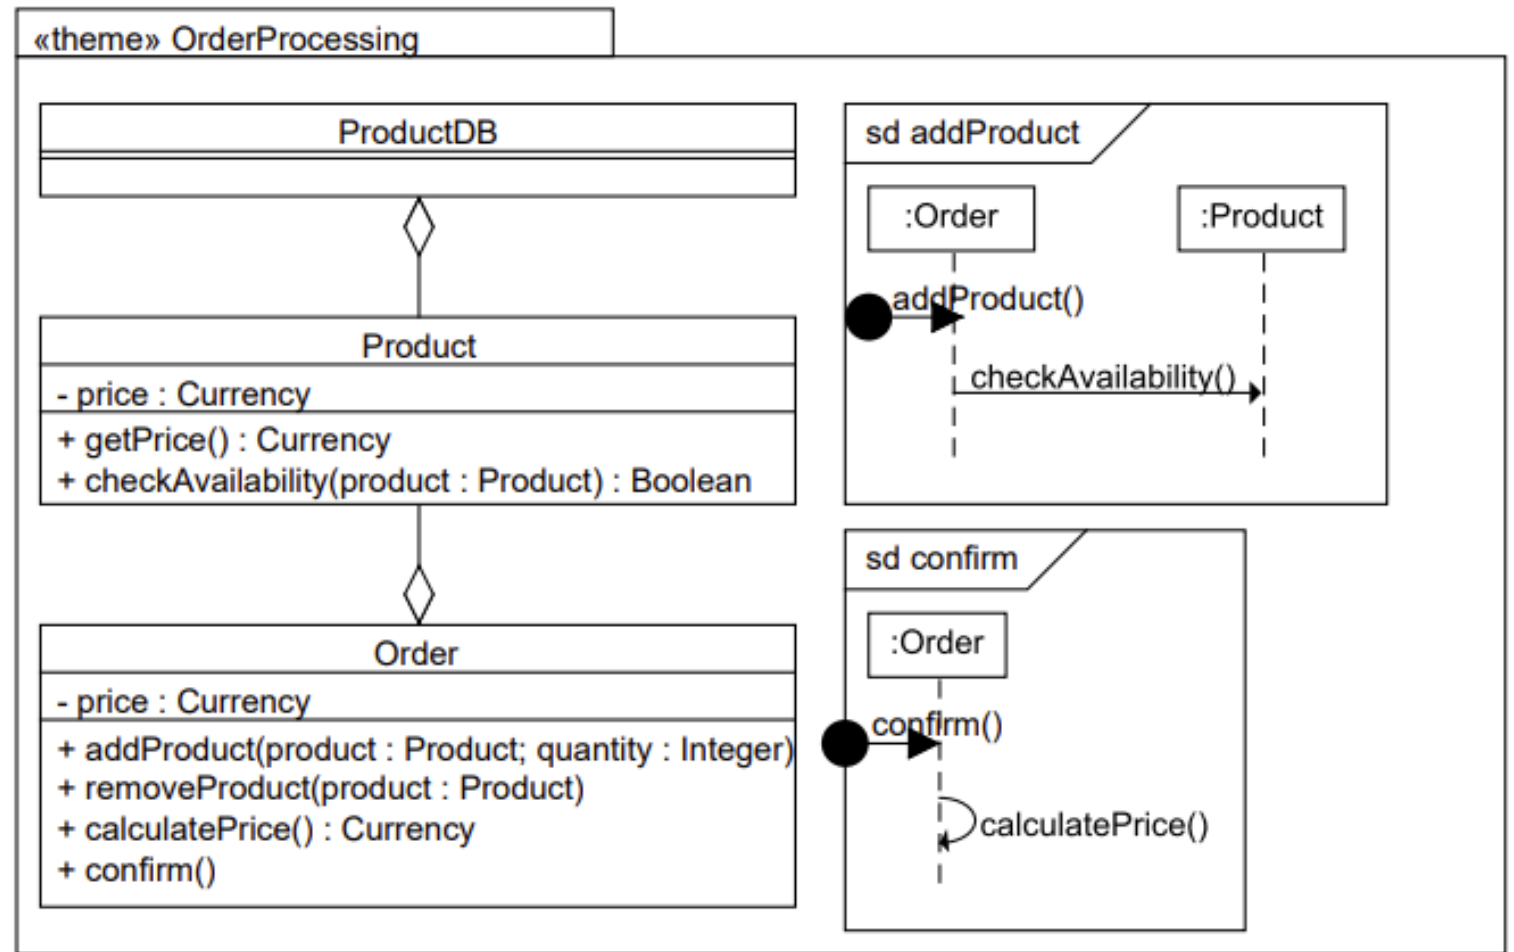 «theme» OrderProcessing
ProductDB
Product
- price : Currency
+ getPrice() : Currency
+ checkAvailability(product : Product) : Boolean
Order
- price : Currency
+ addProduct(product : Product; quantity : Integer)
+ removeProduct(product : Product)
+ calculatePrice() : Currency
+ confirm()
sd addProduct
:Order
:Product
addProduct()
checkAvailability()
sd confirm
:Order
confirm()
calculatePrice()